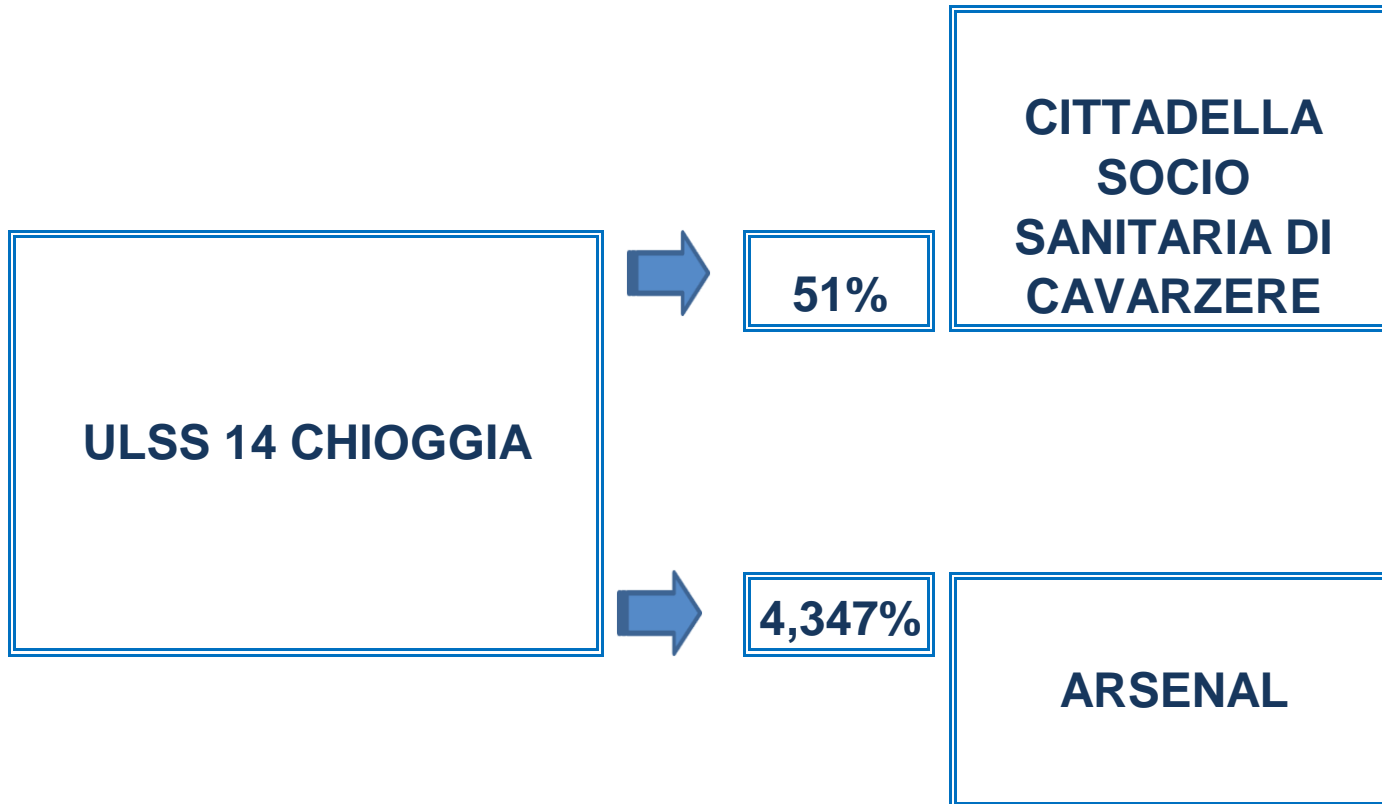 CITTADELLA
SOCIO
SANITARIA DI
CAVARZERE
51%
ULSS 14 CHIOGGIA
4,347%
ARSENAL